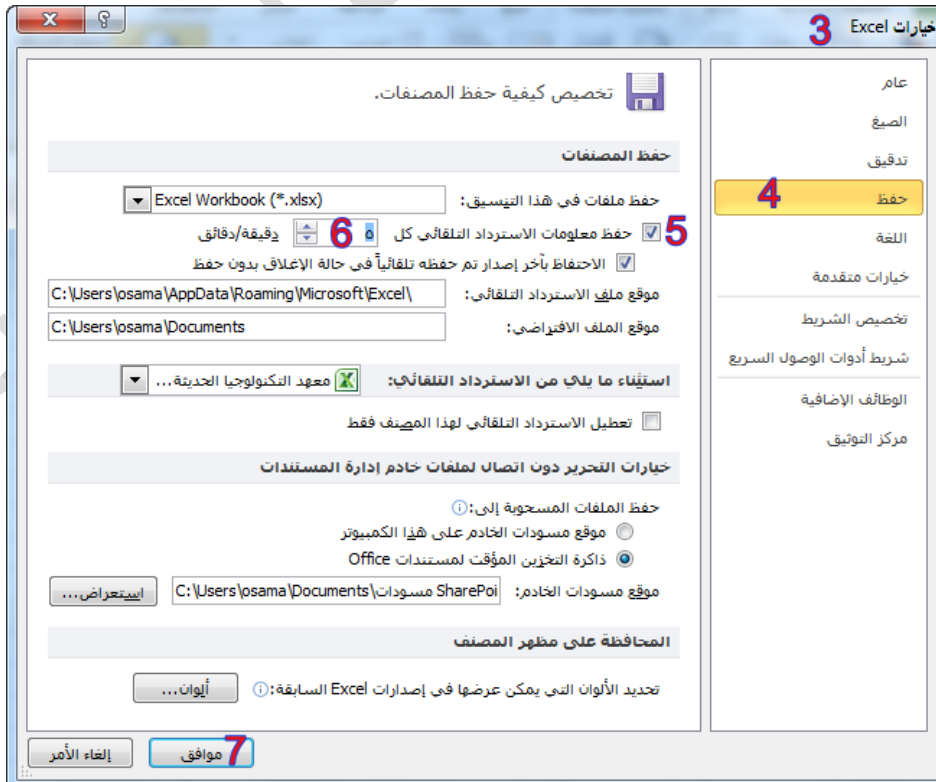 خيارات Excel 3
عام
الصيغ
تدقيق
حفظ 4
اللغة
خيارات متقدمة
تخصيص الشريط
شريط أدوات الوصول السريع
الوظائف الإضافية
مركز التوثيق
تخصيص كيفية حفظ المصنفات.
حفظ المصنفات
حفظ ملفات في هذا التنسيق: Excel Workbook (*.xlsx)
5 حفظ معلومات الاسترداد التلقائي كل ٥ 6 دقيقة/دقائق
الاحتفاظ بآخر إصدار تم حفظه تلقائياً في حالة الإغلاق بدون حفظ
موقع ملف الاسترداد التلقائي: C:\Users\osama\AppData\Roaming\Microsoft\Excel\
موقع الملف الافتراضي: C:\Users\osama\Documents
استثناء ما يلي من الاسترداد التلقائي: معهد التكنولوجيا الحديثة...
تعطيل الاسترداد التلقائي لهذا المصنف فقط
خيارات التحرير دون اتصال لملفات خادم إدارة المستندات
حفظ الملفات المسحوبة إلى:
موقع مسودات الخادم على هذا الكمبيوتر
ذاكرة التخزين المؤقت لمستندات Office
موقع مسودات الخادم: C:\Users\osama\Documents\مسودات SharePoi استعراض...
المحافظة على مظهر المصنف
تحديد الألوان التي يمكن عرضها في إصدارات Excel السابقة: ألوان...
موافق 7 إلغاء الأمر